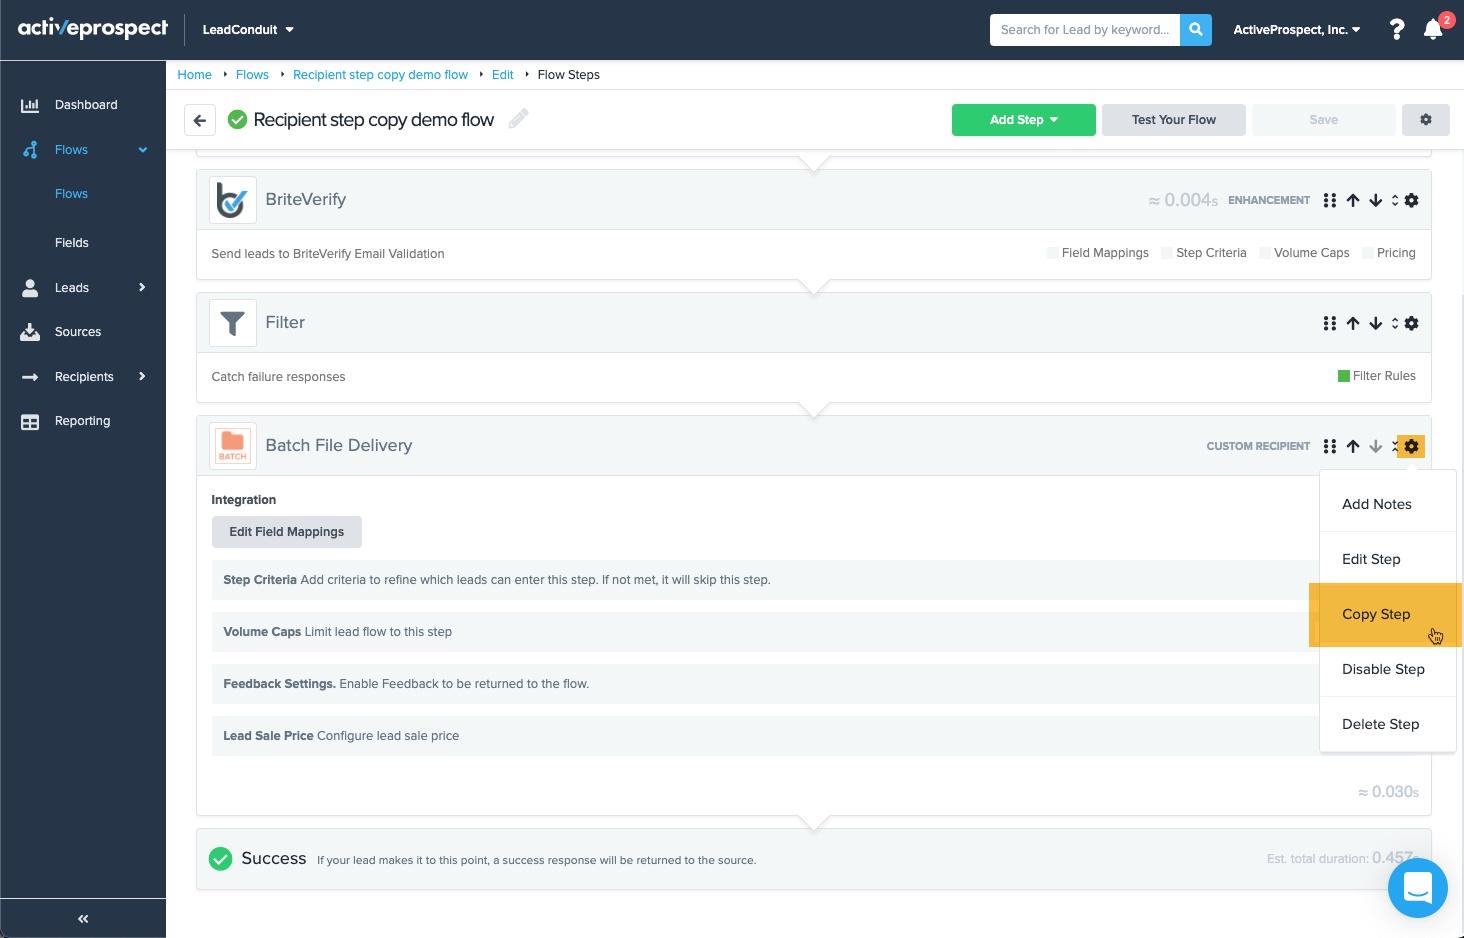 activeprospect
LeadConduit
Search for Lead by keyword...
ActiveProspect, Inc.
?
2
Home
Flows
Recipient step copy demo flow
Edit
Flow Steps
Dashboard
Flows
Flows
Fields
Leads
Sources
Recipients
Reporting
«
Recipient step copy demo flow
Add Step
Test Your Flow
Save
BriteVerify
≈ 0.004s
ENHANCEMENT
Send leads to BriteVerify Email Validation
Field Mappings
Step Criteria
Volume Caps
Pricing
Filter
Catch failure responses
Filter Rules
BATCH
Batch File Delivery
CUSTOM RECIPIENT
Integration
Edit Field Mappings
Step Criteria Add criteria to refine which leads can enter this step. If not met, it will skip this step.
Volume Caps Limit lead flow to this step
Feedback Settings. Enable Feedback to be returned to the flow.
Lead Sale Price Configure lead sale price
Add Notes
Edit Step
Copy Step
Disable Step
Delete Step
≈ 0.030s
Success
If your lead makes it to this point, a success response will be returned to the source.
Est. total duration: 0.457s